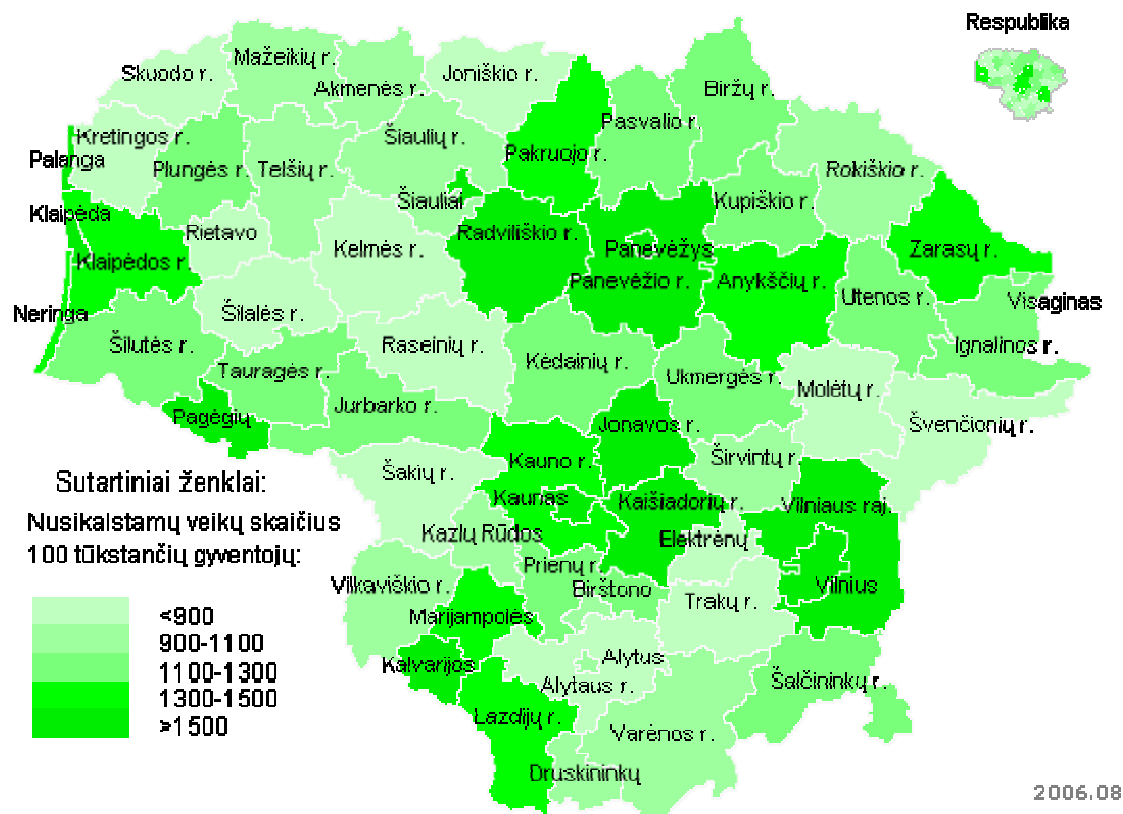 Respublika
Skuodo r.
Mažeikių r.
Akmenės r.
Joniškio r.
Biržų r.
Pasvalio r.
Kretingos r.
Šiaulių r.
Pakruojo r.
Palanga
Plungės r.
Telšių r.
Rokiškio r.
Šiauliai
Kupiškio r.
Klaipėda
Rietavo
Radviliškio r.
Kelmės r.
Panevėžys
Zarasų r.
Klaipėdos r.
Panevėžio r.
Anykščių r.
Utenos r.
Visaginas
Neringa
Šilalės r.
Šilutės r.
Raseinių r.
Ignalinos r.
Kėdainių r.
Tauragės r.
Ukmergės r.
Molėtų r.
Jurbarko r.
Pagėgių
Jonavos r.
Švenčionių r.
Šakių r.
Kauno r.
Širvintų r.
Kaunas
Kaišiadorių r.
Vilniaus raj.
Kazlų Rūdos
Elektrėnų
Prienų r.
Vilkaviškio r.
Birštono
Vilnius
Trakų r.
Marijampolės
Kalvarijos
Alytus
Alytaus r.
Šalčininkų r.
Lazdijų r.
Varėnos r.
Druskininkų
Sutartiniai ženklai:
Nusikalstamų veikų skaičius
100 tūkstančių gyventojų:
<900
900-1100
1100-1300
1300-1500
>1500
2006.08